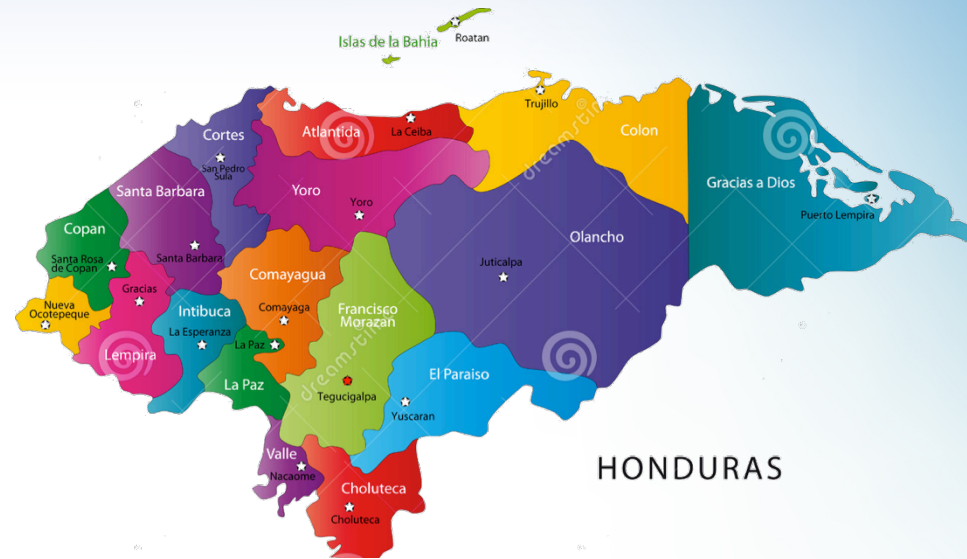 Islas de la Bahia
Roatan
Trujillo
Cortes
Atlantida
La Ceiba
Colon
San Pedro
Sula
Santa Barbara
Yoro
Yoro
Gracias a Dios
Puerto Lempira
Copan
Olancho
Santa Rosa
de Copan
Santa Barbara
Comayagua
Juticalpa
Gracias
Nueva
Ocotepeque
Intibuca
Comayaga
Francisco
Morazan
La Esperanza
La Paz
Lempira
La Paz
El Paraiso
Tegucigalpa
Yuscaran
Valle
Nacaome
HONDURAS
Choluteca
Choluteca
dreamstim
dreamstim